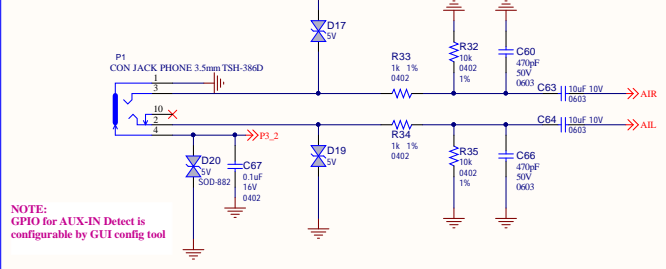 D17
5V
P1
CON JACK PHONE 3.5mm TSH-386D
1
3
10
2
4
R33
1k 1%
0402
R32
10k
0402
1%
C60
470pF
50V
0603
C63
10uF 10V
0603
AIR
C64
10uF 10V
0603
AIL
R34
1k 1%
0402
R35
10k
0402
1%
C66
470pF
50V
0603
P3_2
D20
5V
SOD-882
C67
0.1uF
16V
0402
D19
5V
NOTE:
GPIO for AUX-IN Detect is
configurable by GUI config tool